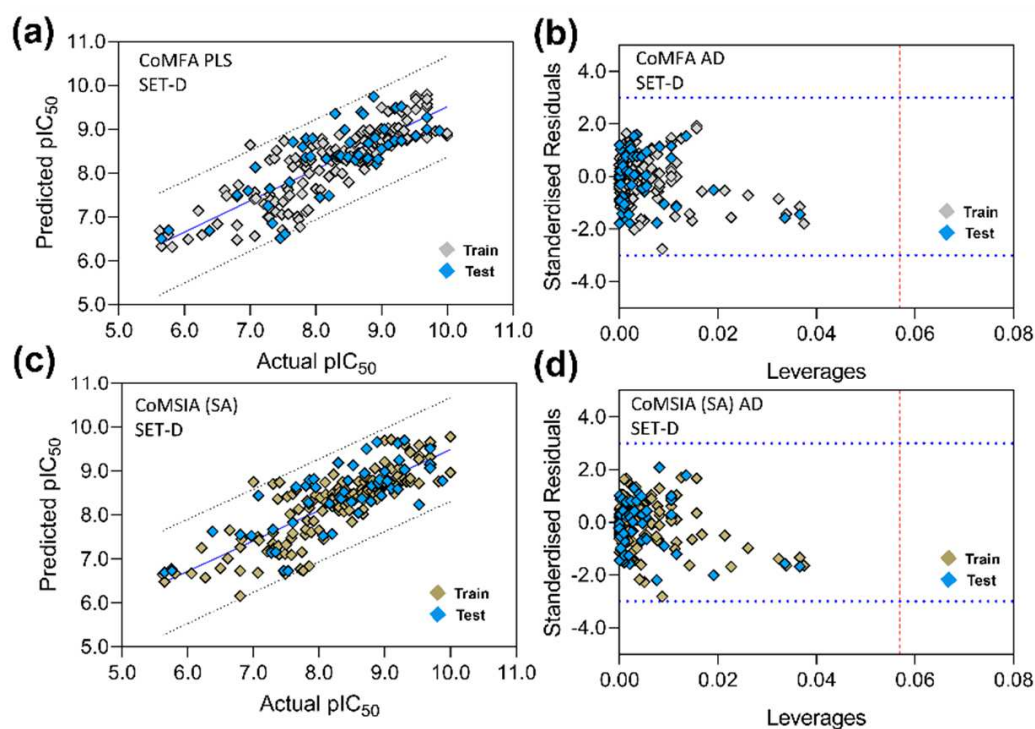 (a)
CoMFA PLS
SET-D
Predicted pIC50
11.0
10.0
9.0
8.0
7.0
6.0
5.0
Train
Test
5.0 6.0 7.0 8.0 9.0 10.0 11.0
Actual pIC50
(b)
CoMFA AD
SET-D
Standerdised Residuals
4.0
2.0
0.0
-2.0
-4.0
Train
Test
0.00 0.02 0.04 0.06 0.08
Leverages
(c)
CoMSIA (SA)
SET-D
Predicted pIC50
11.0
10.0
9.0
8.0
7.0
6.0
5.0
Train
Test
5.0 6.0 7.0 8.0 9.0 10.0 11.0
Actual pIC50
(d)
CoMSIA (SA) AD
SET-D
Standerdised Residuals
4.0
2.0
0.0
-2.0
-4.0
Train
Test
0.00 0.02 0.04 0.06 0.08
Leverages